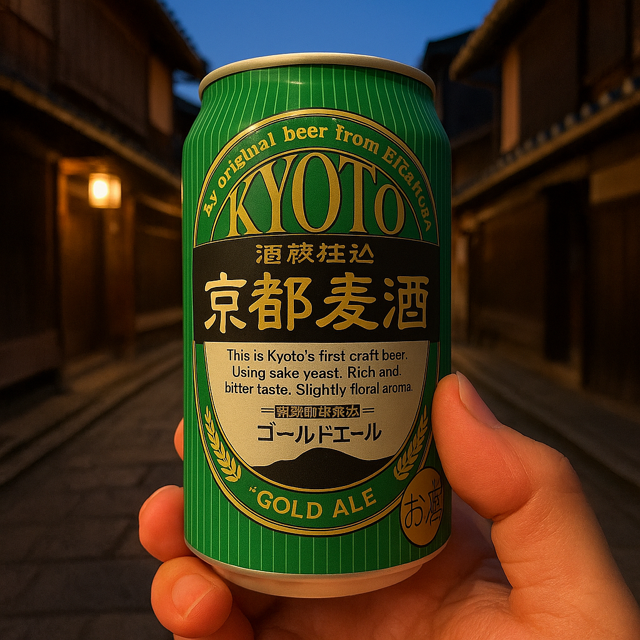 original beer from
KYOTO
京都麦酒
This is Kyoto's first craft beer.
Using sake yeast. Rich and
bitter taste. Slightly floral aroma.
ゴールドエール
GOLD ALE